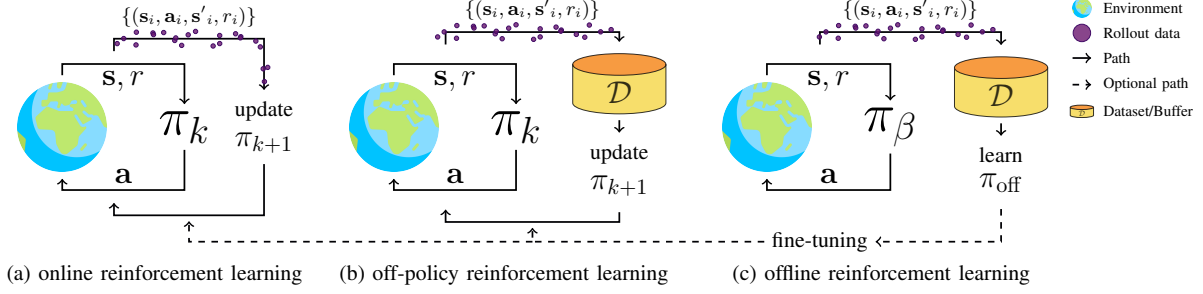 {(s_i, a_i, s'_i, r_i)}
s, r
π_k
a
update
π_{k+1}
(a) online reinforcement learning
{(s_i, a_i, s'_i, r_i)}
s, r
π_k
a
D
update
π_{k+1}
(b) off-policy reinforcement learning
{(s_i, a_i, s'_i, r_i)}
s, r
π_β
a
D
learn
π_off
fine-tuning
(c) offline reinforcement learning
Environment
Rollout data
Path
Optional path
D Dataset/Buffer